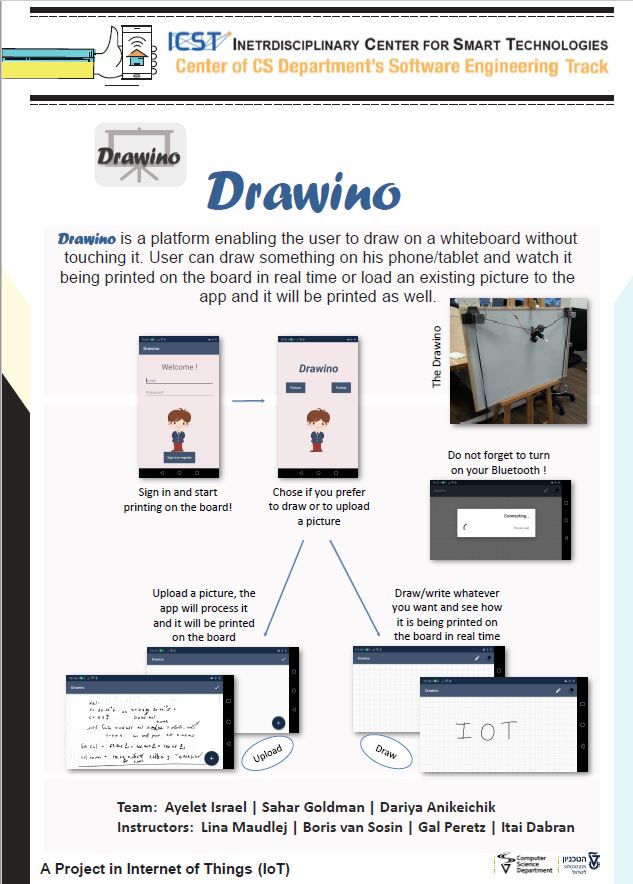 ICST INETRDISCIPLINARY CENTER FOR SMART TECHNOLOGIES
Center of CS Department's Software Engineering Track
Drawino
Drawino
Drawino is a platform enabling the user to draw on a whiteboard without
touching it. User can draw something on his phone/tablet and watch it
being printed on the board in real time or load an existing picture to the
app and it will be printed as well.
The Drawino
Drawino
Welcome !
Email
Password
Sign in or register
Drawino
Drawino
Picture
Sign in and start
printing on the board!
Chose if you prefer
to draw or to upload
a picture
Do not forget to turn
on your Bluetooth !
Drawino
Connecting...
Please wait
Upload a picture, the
app will process it
and it will be printed
on the board
Draw/write whatever
you want and see how
it is being printed on
the board in real time
Drawino
Drawino
Upload
Drawino
Drawino
I O T
Draw
Team: Ayelet Israel | Sahar Goldman | Dariya Anikeichik
Instructors: Lina Maudlej | Boris van Sosin | Gal Peretz | Itai Dabran
A Project in Internet of Things (IoT)
Computer
Science
Department
הטכניון
מכון טכנולוגי
לישראל